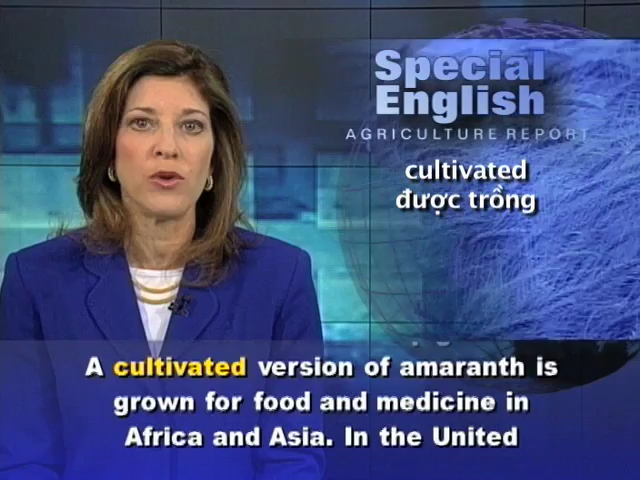 Special
English
AGRICULTURE REPORT
cultivated
được trồng
A cultivated version of amaranth is
grown for food and medicine in
Africa and Asia. In the United